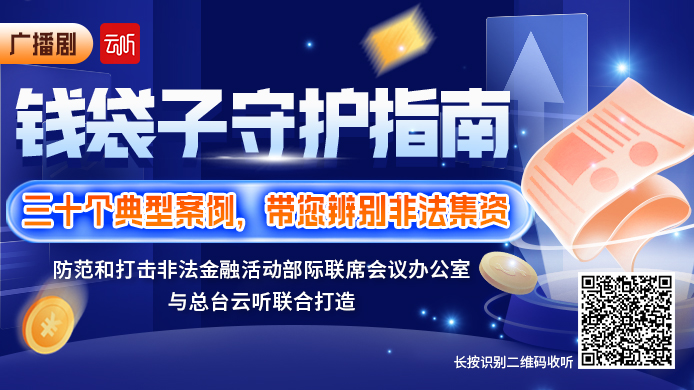 广播剧
云听
钱袋子守护指南
三十个典型案例，带您辨别非法集资
防范和打击非法金融活动部际联席会议办公室
与总台云听联合打造
长按识别二维码收听